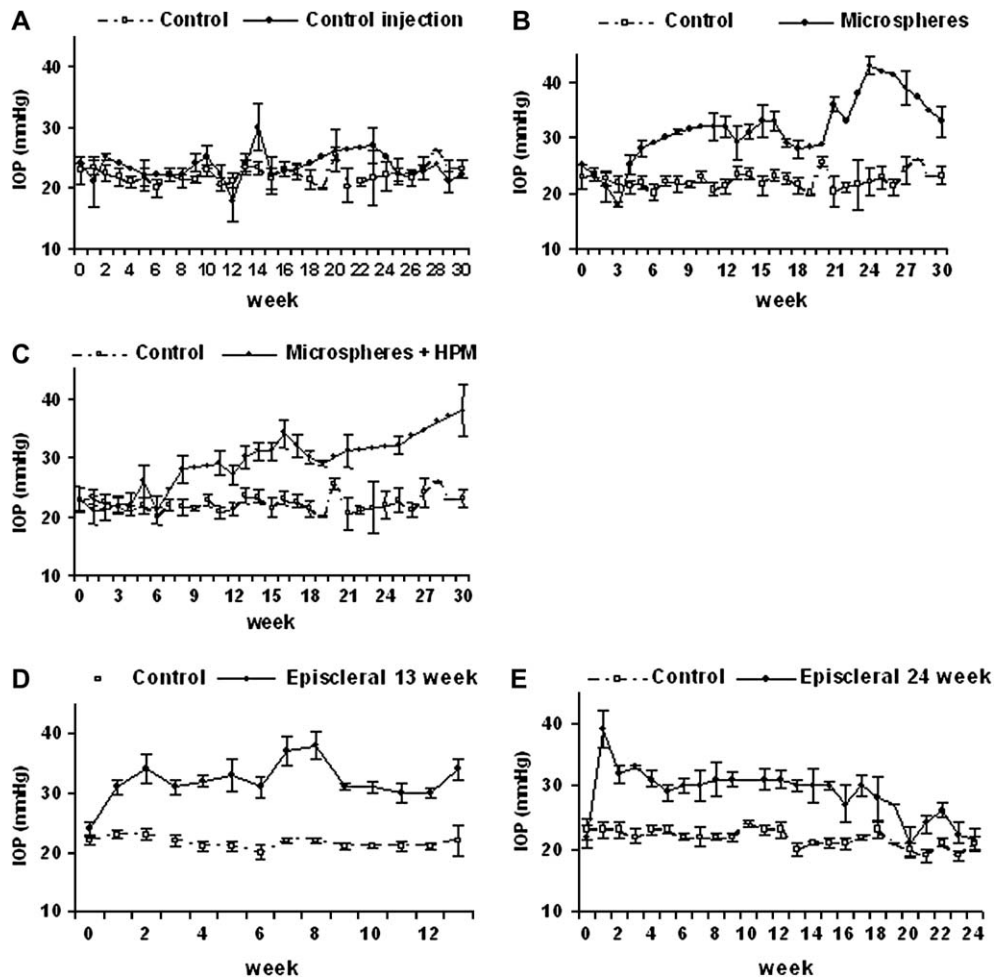 A Control Control injection
IOP (mmHg)
40
30
20
10
0 2 4 6 8 10 12 14 16 18 20 22 24 26 28 30
week
B Control Microspheres
IOP (mmHg)
40
30
20
10
0 3 6 9 12 15 18 21 24 27 30
week
C Control Microspheres + HPM
IOP (mmHg)
40
30
20
10
0 3 6 9 12 15 18 21 24 27 30
week
D Control Episcleral 13 week
IOP (mmHg)
40
30
20
10
0 2 4 6 8 10 12
week
E Control Episcleral 24 week
IOP (mmHg)
40
30
20
10
0 2 4 6 8 10 12 14 16 18 20 22 24
week